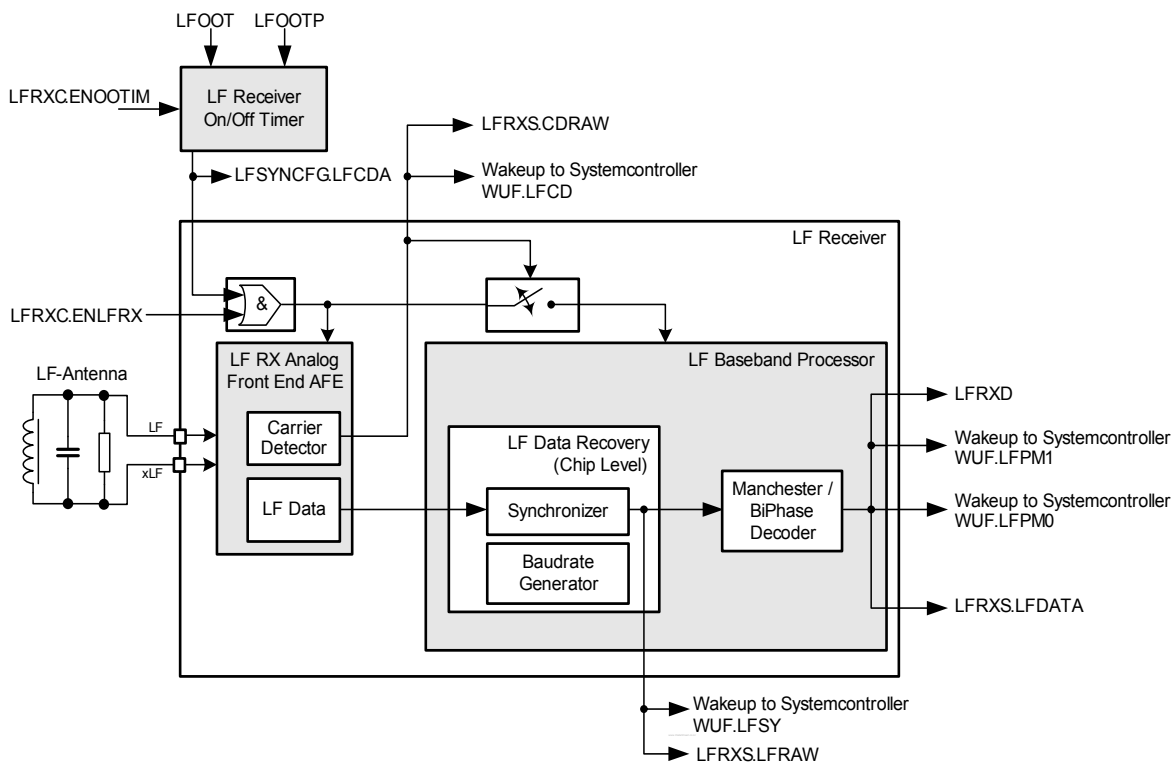 LFOOT
LFOOTP
LFRXC.ENOOTIM
LF Receiver
On/Off Timer
LFRXS.CDRAW
LFSYNCFG.LFCDA
Wakeup to Systemcontroller
WUF.LFCD
LF Receiver
&
LFRXC.ENLFRX
LF-Antenna
LF
xLF
LF RX Analog
Front End AFE
Carrier
Detector
LF Data
LF Baseband Processor
LF Data Recovery
(Chip Level)
Synchronizer
Baudrate
Generator
Manchester /
BiPhase
Decoder
LFRXD
Wakeup to Systemcontroller
WUF.LFPM1
Wakeup to Systemcontroller
WUF.LFPM0
LFRXS.LFDATA
Wakeup to Systemcontroller
WUF.LFSY
LFRXS.LFRAW